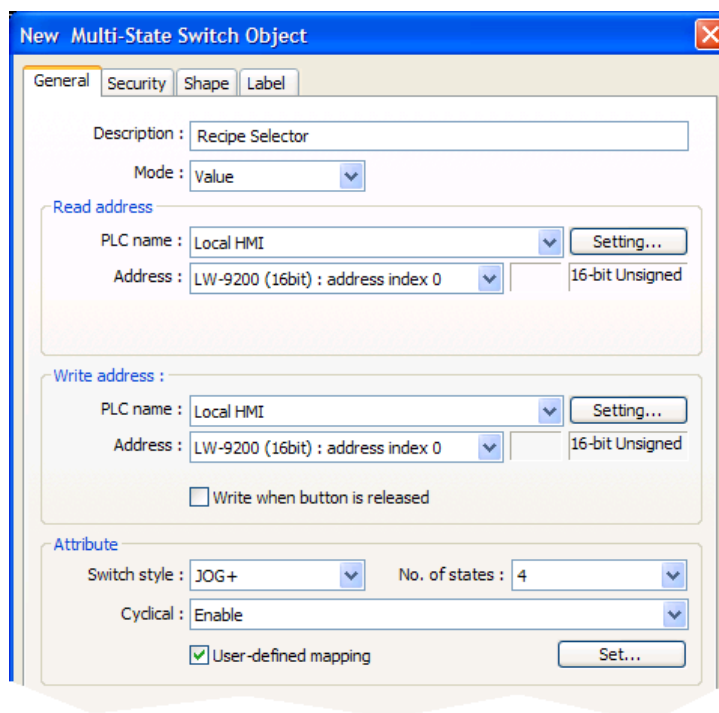 New Multi-State Switch Object
General Security Shape Label
Description : Recipe Selector
Mode : Value
Read address
PLC name : Local HMI Setting...
Address : LW-9200 (16bit) : address index 0 16-bit Unsigned
Write address :
PLC name : Local HMI Setting...
Address : LW-9200 (16bit) : address index 0 16-bit Unsigned
Write when button is released
Attribute
Switch style : JOG+ No. of states : 4
Cyclical : Enable
User-defined mapping Set...